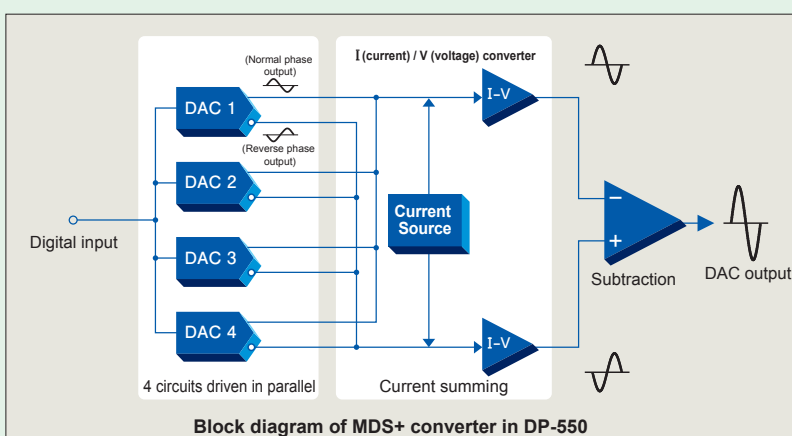 I (current) / V (voltage) converter
(Normal phase
output)
DAC 1
I-V
(Reverse phase
output)
DAC 2
Current
Source
−
Digital input
DAC 3
+
Subtraction
DAC output
DAC 4
I-V
4 circuits driven in parallel
Current summing
Block diagram of MDS+ converter in DP-550